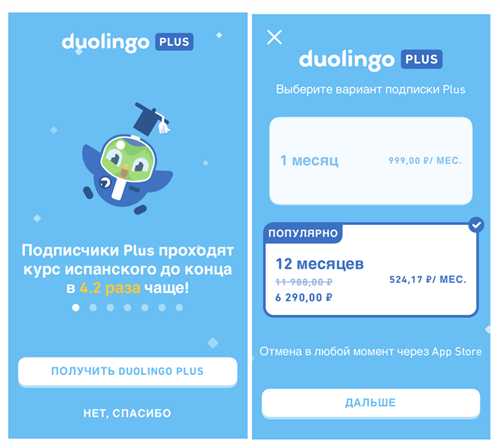 duolingo PLUS
Подписчики Plus проходят
курс испанского до конца
в 4.2 раза чаще!
ПОЛУЧИТЬ DUOLINGO PLUS
НЕТ, СПАСИБО
duolingo PLUS
Выберите вариант подписки Plus
1 месяц 999,00 ₽/ МЕС.
ПОПУЛЯРНО
12 месяцев
11 988,00 ₽
6 290,00 ₽
524,17 ₽/ МЕС.
Отмена в любой момент через App Store
ДАЛЬШЕ